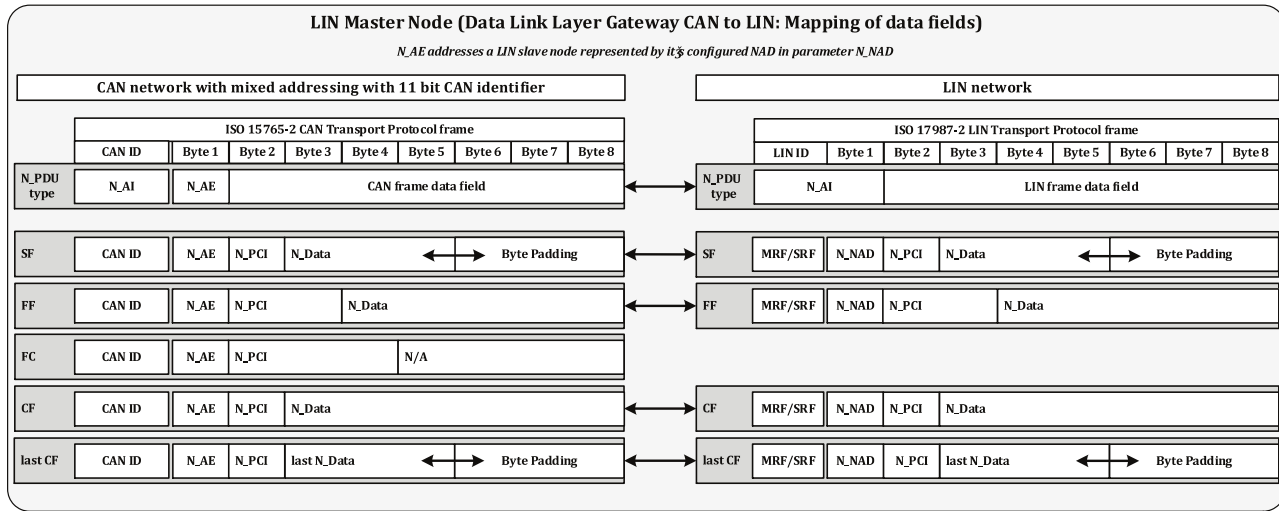 LIN Master Node (Data Link Layer Gateway CAN to LIN: Mapping of data fields)
N_AE addresses a LIN slave node represented by it's configured NAD in parameter N_NAD
CAN network with mixed addressing with 11 bit CAN identifier LIN network
ISO 15765-2 CAN Transport Protocol frame ISO 17987-2 LIN Transport Protocol frame
CAN ID Byte 1 Byte 2 Byte 3 Byte 4 Byte 5 Byte 6 Byte 7 Byte 8 LIN ID Byte 1 Byte 2 Byte 3 Byte 4 Byte 5 Byte 6 Byte 7 Byte 8
N_PDU type N_AI N_AE CAN frame data field N_PDU type N_AI LIN frame data field
SF CAN ID N_AE N_PCI N_Data Byte Padding SF MRF/SRF N_NAD N_PCI N_Data Byte Padding
FF CAN ID N_AE N_PCI N_Data FF MRF/SRF N_NAD N_PCI N_Data
FC CAN ID N_AE N_PCI N/A
CF CAN ID N_AE N_PCI N_Data CF MRF/SRF N_NAD N_PCI N_Data
last CF CAN ID N_AE N_PCI last N_Data Byte Padding last CF MRF/SRF N_NAD N_PCI last N_Data Byte Padding